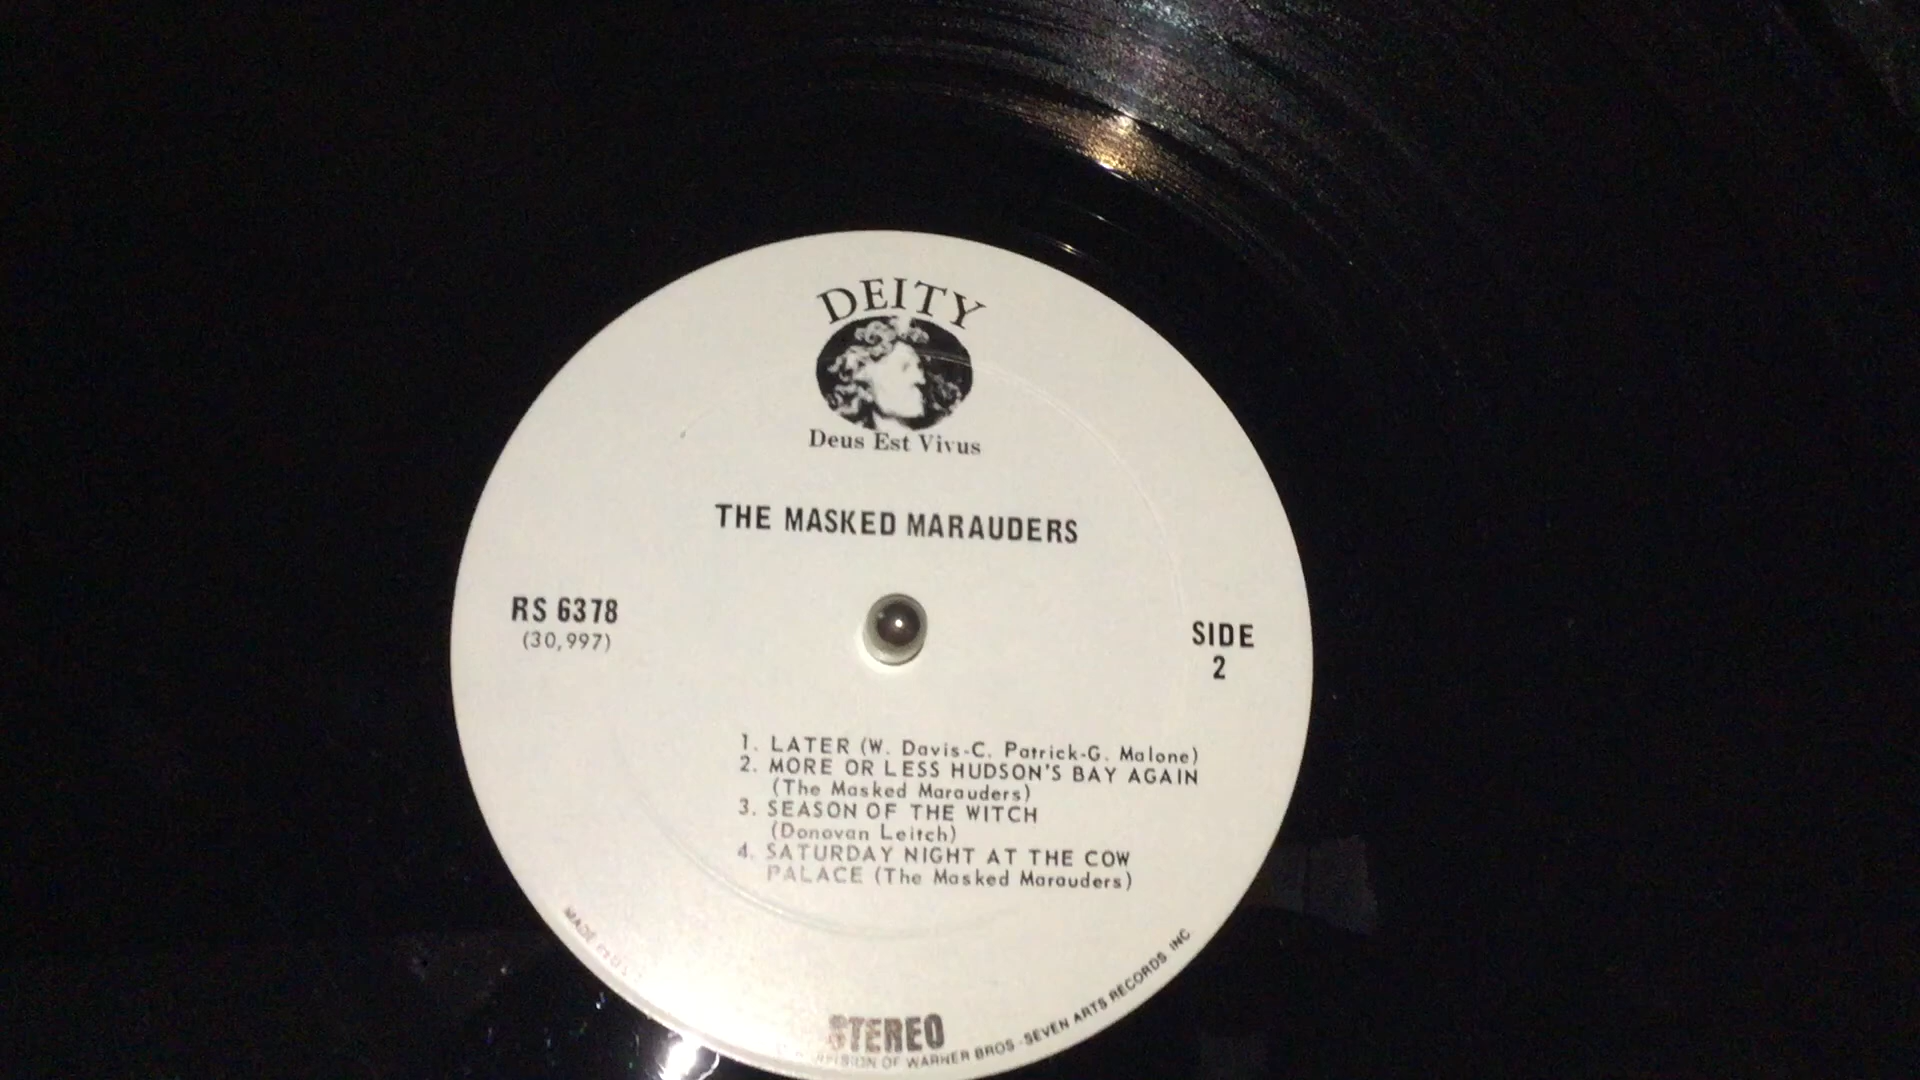 DEITY
Deus Est Vivus
THE MASKED MARAUDERS
RS 6378
(30,997)
SIDE
2
1. LATER (W. Davis-C. Patrick-G. Malone)
2. MORE OR LESS HUDSON'S BAY AGAIN
(The Masked Marauders)
3. SEASON OF THE WITCH
(Donovan Leitch)
4. SATURDAY NIGHT AT THE COW
PALACE (The Masked Marauders)
STEREO
MADE
OF WARNER BROS.-SEVEN ARTS RECORDS INC